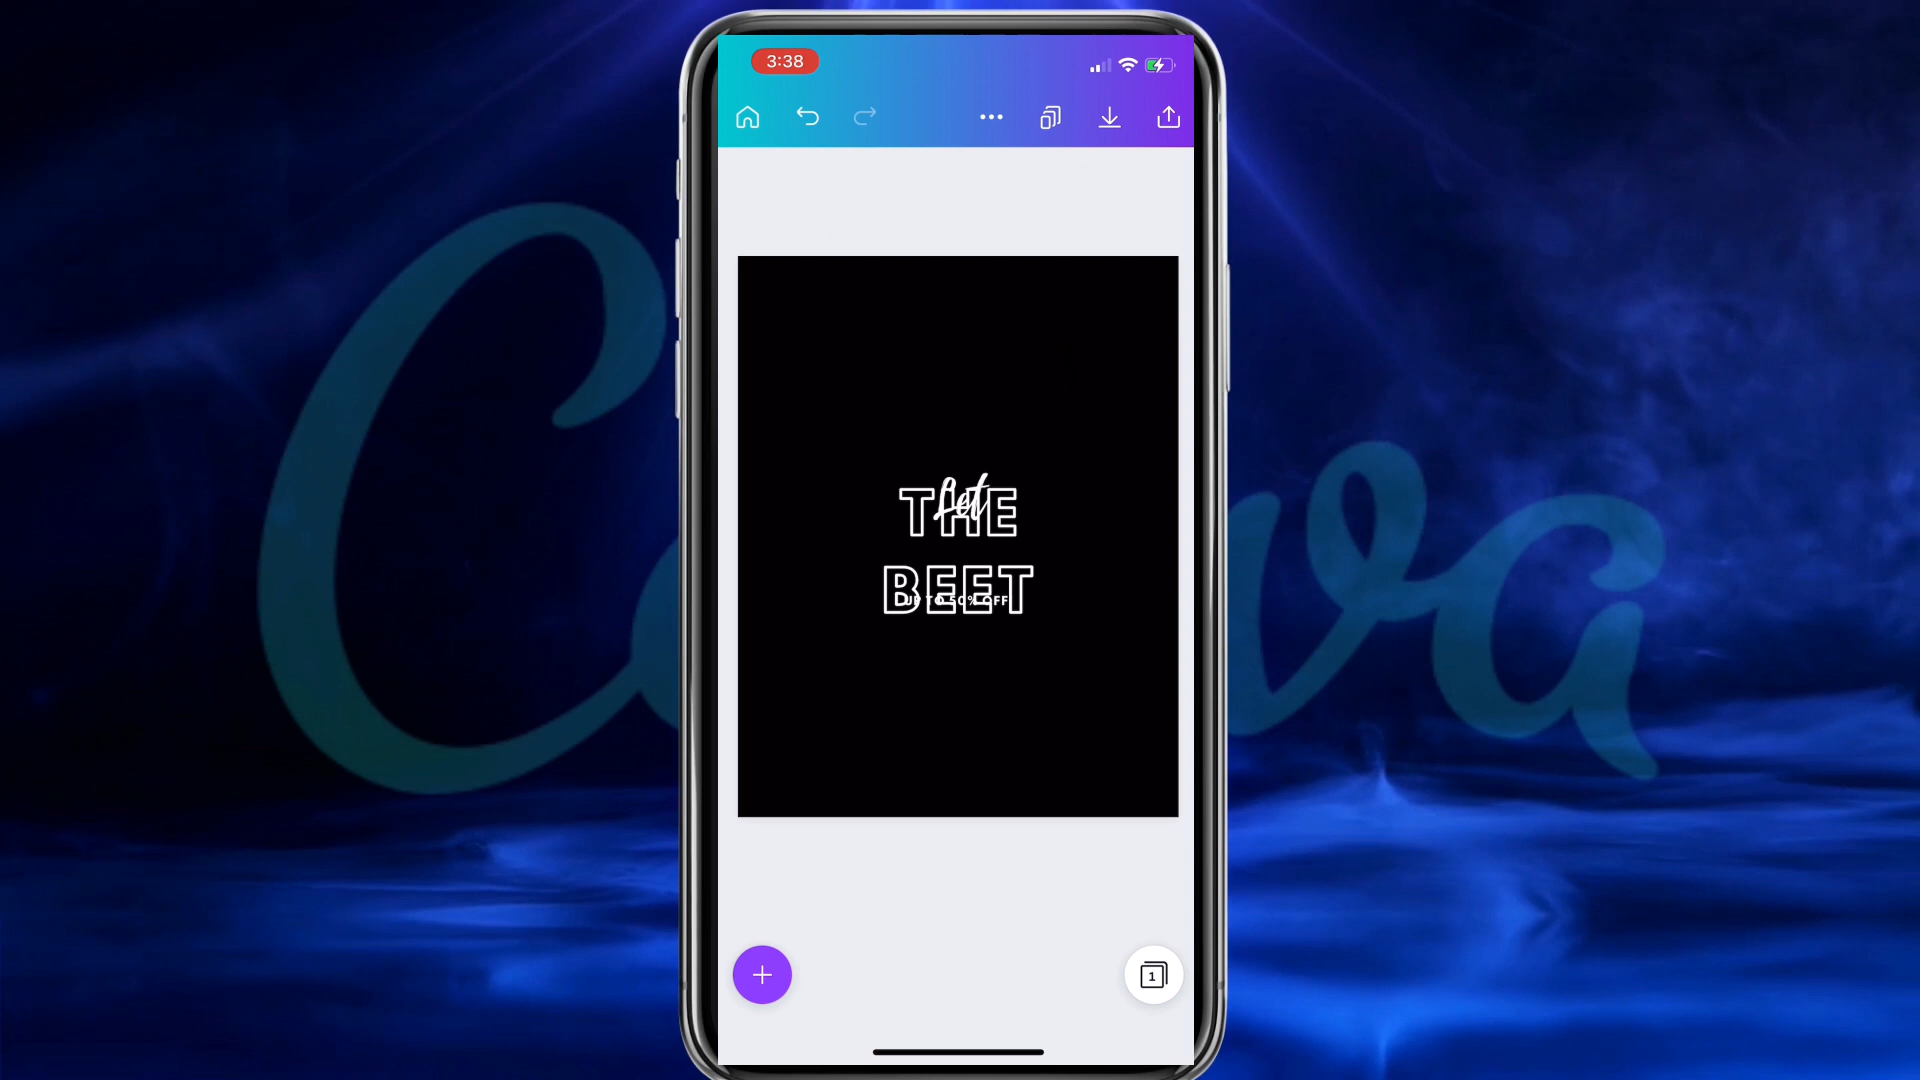 3:38
Let
THE
BEET
UP TO 50% OFF
1
Canva